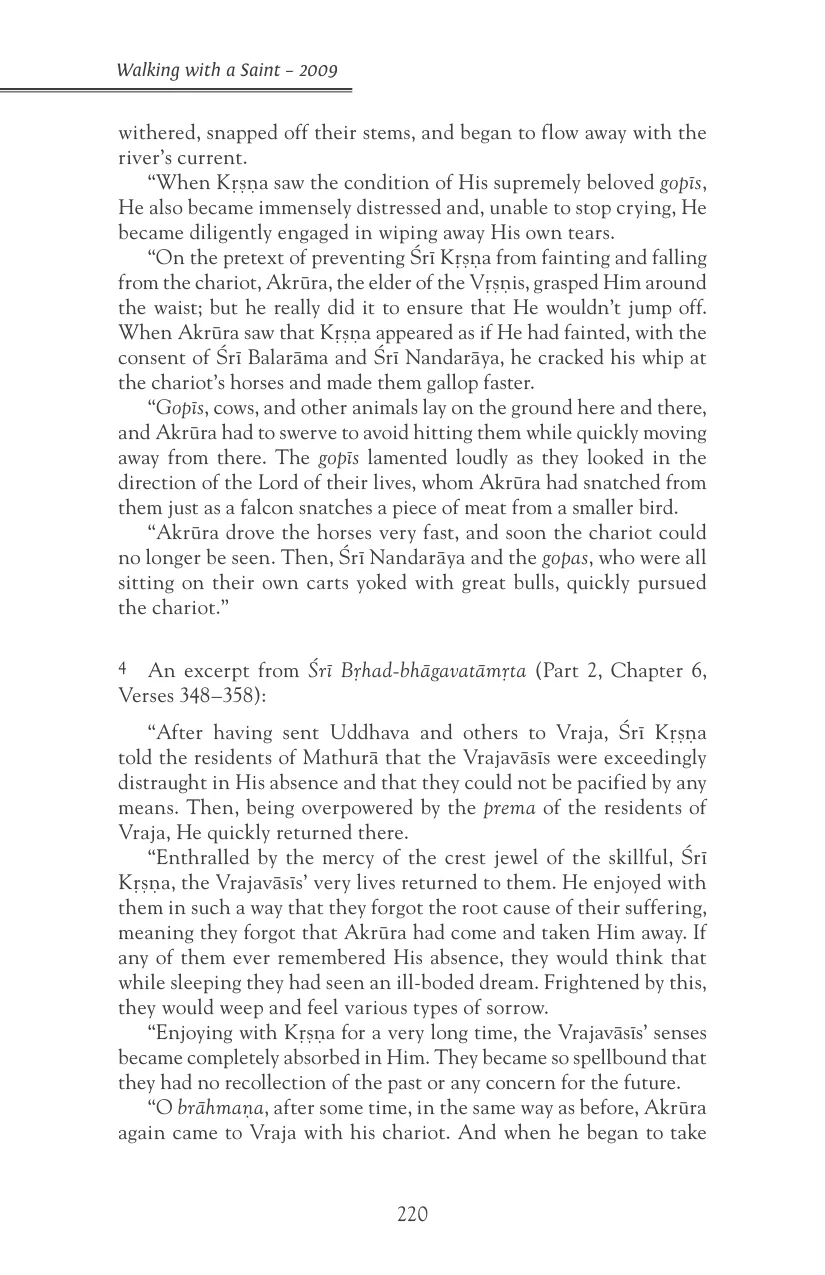 Walking with a Saint – 2009
withered, snapped off their stems, and began to flow away with the
river’s current.
“When Kṛṣṇa saw the condition of His supremely beloved gopīs,
He also became immensely distressed and, unable to stop crying, He
became diligently engaged in wiping away His own tears.
“On the pretext of preventing Śrī Kṛṣṇa from fainting and falling
from the chariot, Akrūra, the elder of the Vṛṣṇis, grasped Him around
the waist; but he really did it to ensure that He wouldn’t jump off.
When Akrūra saw that Kṛṣṇa appeared as if He had fainted, with the
consent of Śrī Balarāma and Śrī Nandarāya, he cracked his whip at
the chariot’s horses and made them gallop faster.
“Gopīs, cows, and other animals lay on the ground here and there,
and Akrūra had to swerve to avoid hitting them while quickly moving
away from there. The gopīs lamented loudly as they looked in the
direction of the Lord of their lives, whom Akrūra had snatched from
them just as a falcon snatches a piece of meat from a smaller bird.
“Akrūra drove the horses very fast, and soon the chariot could
no longer be seen. Then, Śrī Nandarāya and the gopas, who were all
sitting on their own carts yoked with great bulls, quickly pursued
the chariot.”
4 An excerpt from Śrī Bṛhad-bhāgavatāmṛta (Part 2, Chapter 6,
Verses 348–358):
“After having sent Uddhava and others to Vraja, Śrī Kṛṣṇa
told the residents of Mathurā that the Vrajavāsīs were exceedingly
distraught in His absence and that they could not be pacified by any
means. Then, being overpowered by the prema of the residents of
Vraja, He quickly returned there.
“Enthralled by the mercy of the crest jewel of the skillful, Śrī
Kṛṣṇa, the Vrajavāsīs’ very lives returned to them. He enjoyed with
them in such a way that they forgot the root cause of their suffering,
meaning they forgot that Akrūra had come and taken Him away. If
any of them ever remembered His absence, they would think that
while sleeping they had seen an ill-boded dream. Frightened by this,
they would weep and feel various types of sorrow.
“Enjoying with Kṛṣṇa for a very long time, the Vrajavāsīs’ senses
became completely absorbed in Him. They became so spellbound that
they had no recollection of the past or any concern for the future.
“O brāhmaṇa, after some time, in the same way as before, Akrūra
again came to Vraja with his chariot. And when he began to take
220